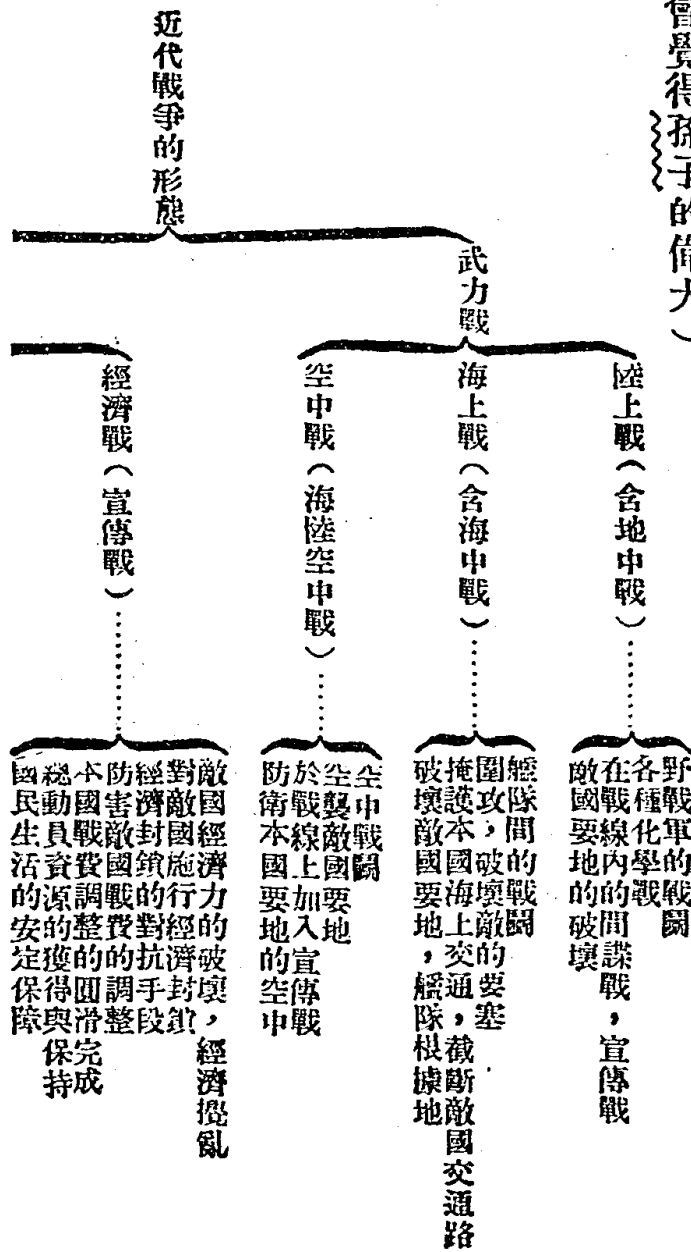 會覺得孫子的偉大）
近代戰爭的形態
武力戰
陸上戰（含地中戰）……
野戰軍的戰鬪
各種化學戰
在戰線內的間諜戰，宣傳戰
敵國要地的破壞
海上戰（含海中戰）……
艦隊間的戰鬪
圍攻，破壞敵的要塞
掩護本國海上交通，截斷敵國交通路
破壞敵國要地，艦隊根據地
空中戰（海陸空中戰）……
空中戰鬪
空襲敵國要地
於戰線上加入宣傳戰
防衛本國要地的空中
經濟戰（宣傳戰）……
敵國經濟力的破壞，經濟攪亂
對敵國施行經濟封鎖
經濟封鎖的對抗手段
防害敵國戰費的調整
本國戰費調整的圓滑完成
總動員資源的獲得與保持
國民生活的安定保障